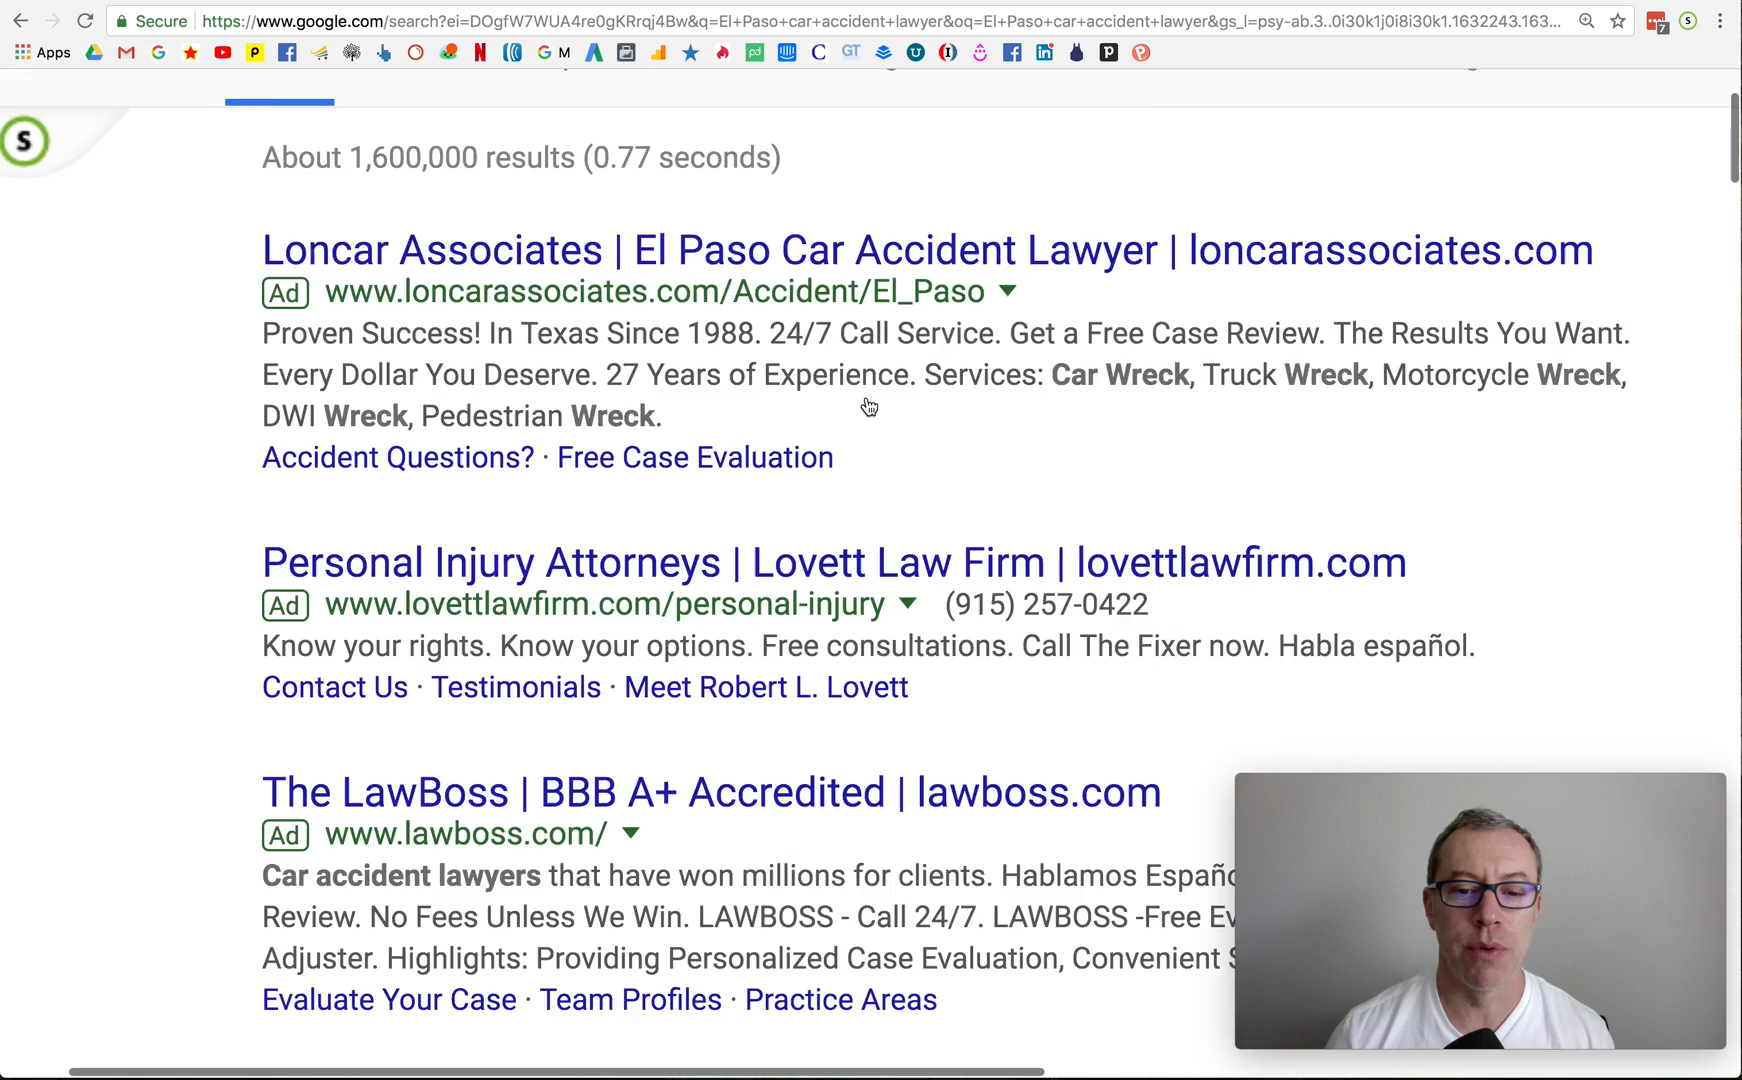 Secure https://www.google.com/search?ei=DOgfW7WUA4re0gKRrqj4Bw&q=El+Paso+car+accident+lawyer&oq=El+Paso+car+accident+lawyer&gs_l=psy-ab.3..0i30k1j0i8i30k1.1632243.163...
7
S
Apps
M
S
About 1,600,000 results (0.77 seconds)
Loncar Associates | El Paso Car Accident Lawyer | loncarassociates.com
Ad www.loncarassociates.com/Accident/El_Paso
Proven Success! In Texas Since 1988. 24/7 Call Service. Get a Free Case Review. The Results You Want.
Every Dollar You Deserve. 27 Years of Experience. Services: Car Wreck, Truck Wreck, Motorcycle Wreck,
DWI Wreck, Pedestrian Wreck.
Accident Questions? · Free Case Evaluation
Personal Injury Attorneys | Lovett Law Firm | lovettlawfirm.com
Ad www.lovettlawfirm.com/personal-injury (915) 257-0422
Know your rights. Know your options. Free consultations. Call The Fixer now. Habla español.
Contact Us · Testimonials · Meet Robert L. Lovett
The LawBoss | BBB A+ Accredited | lawboss.com
Ad www.lawboss.com/
Car accident lawyers that have won millions for clients. Hablamos Españo
Review. No Fees Unless We Win. LAWBOSS - Call 24/7. LAWBOSS -Free Ev
Adjuster. Highlights: Providing Personalized Case Evaluation, Convenient S
Evaluate Your Case · Team Profiles · Practice Areas